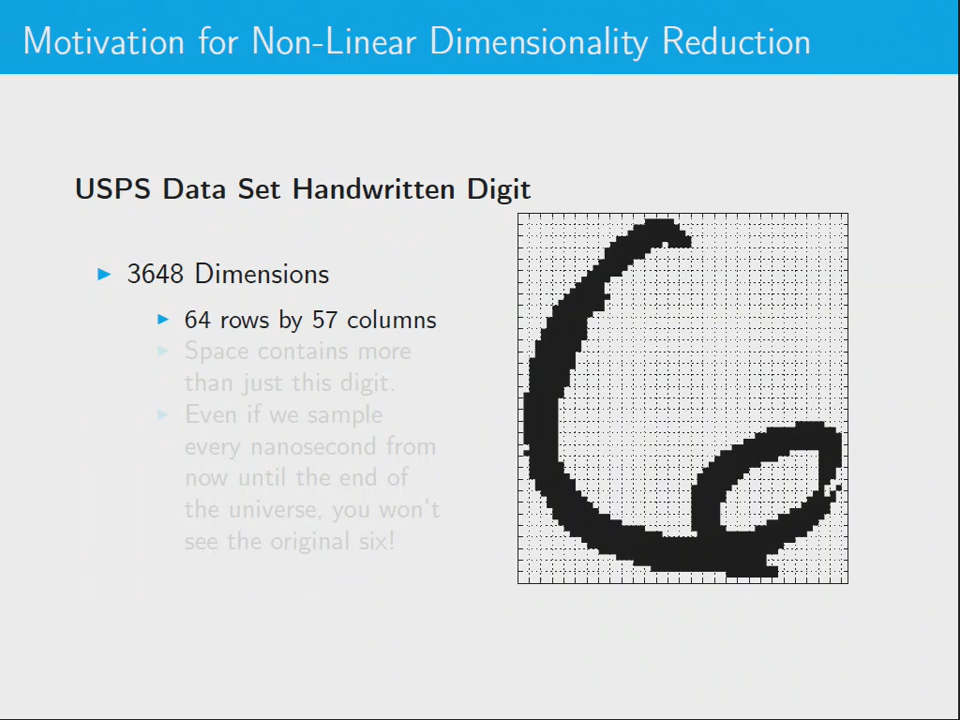 Motivation for Non-Linear Dimensionality Reduction
USPS Data Set Handwritten Digit
3648 Dimensions
64 rows by 57 columns
Space contains more
than just this digit.
Even if we sample
every nanosecond from
now until the end of
the universe, you won't
see the original six!